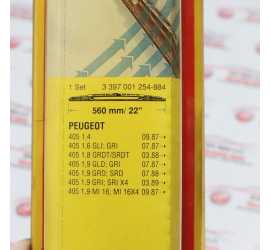 1 Set 3 397 001 254-884
560 mm/ 22"
PEUGEOT
405 1,4 09.87→
405 1,6 GLI; GRI 07.87→
405 1,8 GRDT/SRDT 03.88→
405 1,9 GLD; GRI 07.87→
405 1,9 GRD; SRD 07.88→
405 1,9 GRI; SRI X4 03.89→
405 1,9 MI 16; MI 16X4 09.87→